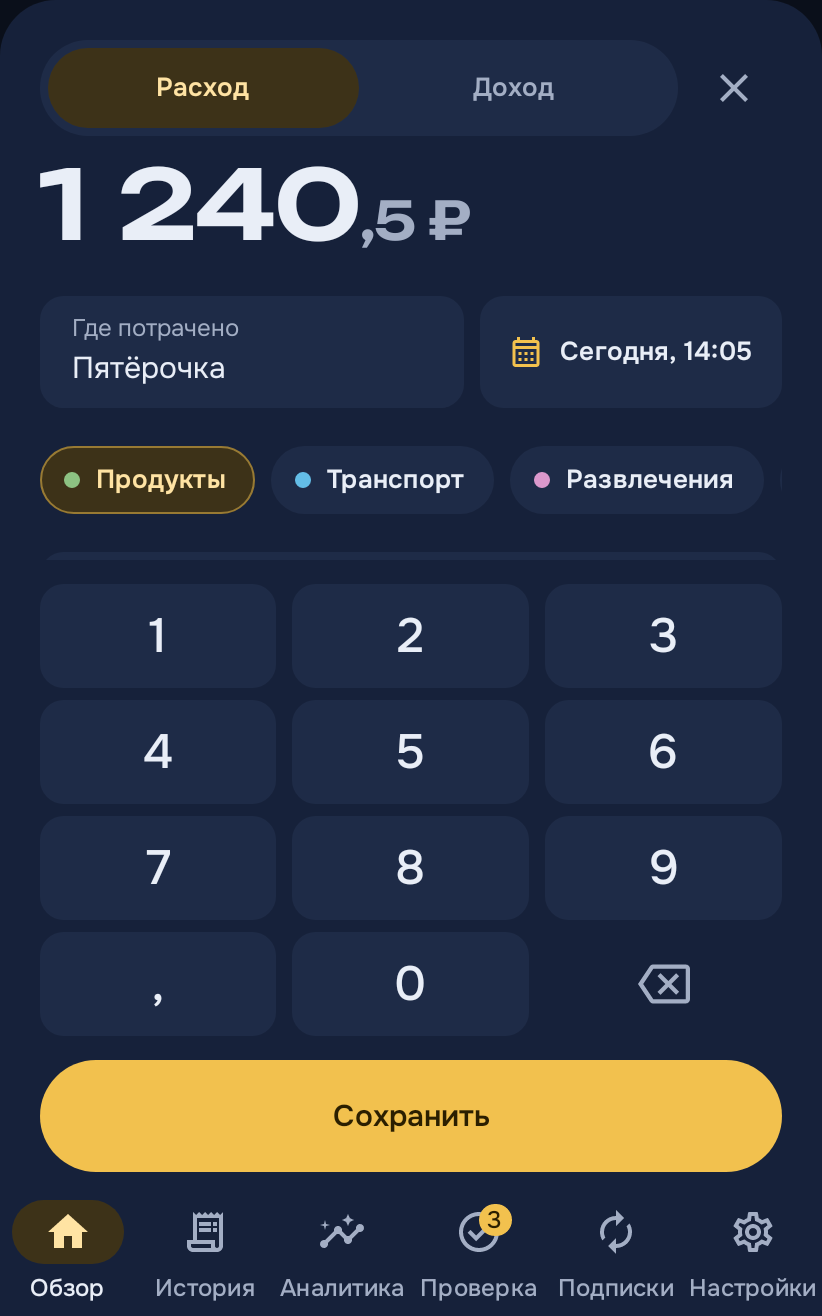 Расход Доход
1 240,5 ₽
Где потрачено
Пятёрочка
Сегодня, 14:05
Продукты Транспорт Развлечения
1 2 3
4 5 6
7 8 9
, 0
Сохранить
3
Обзор История Аналитика Проверка Подписки Настройки